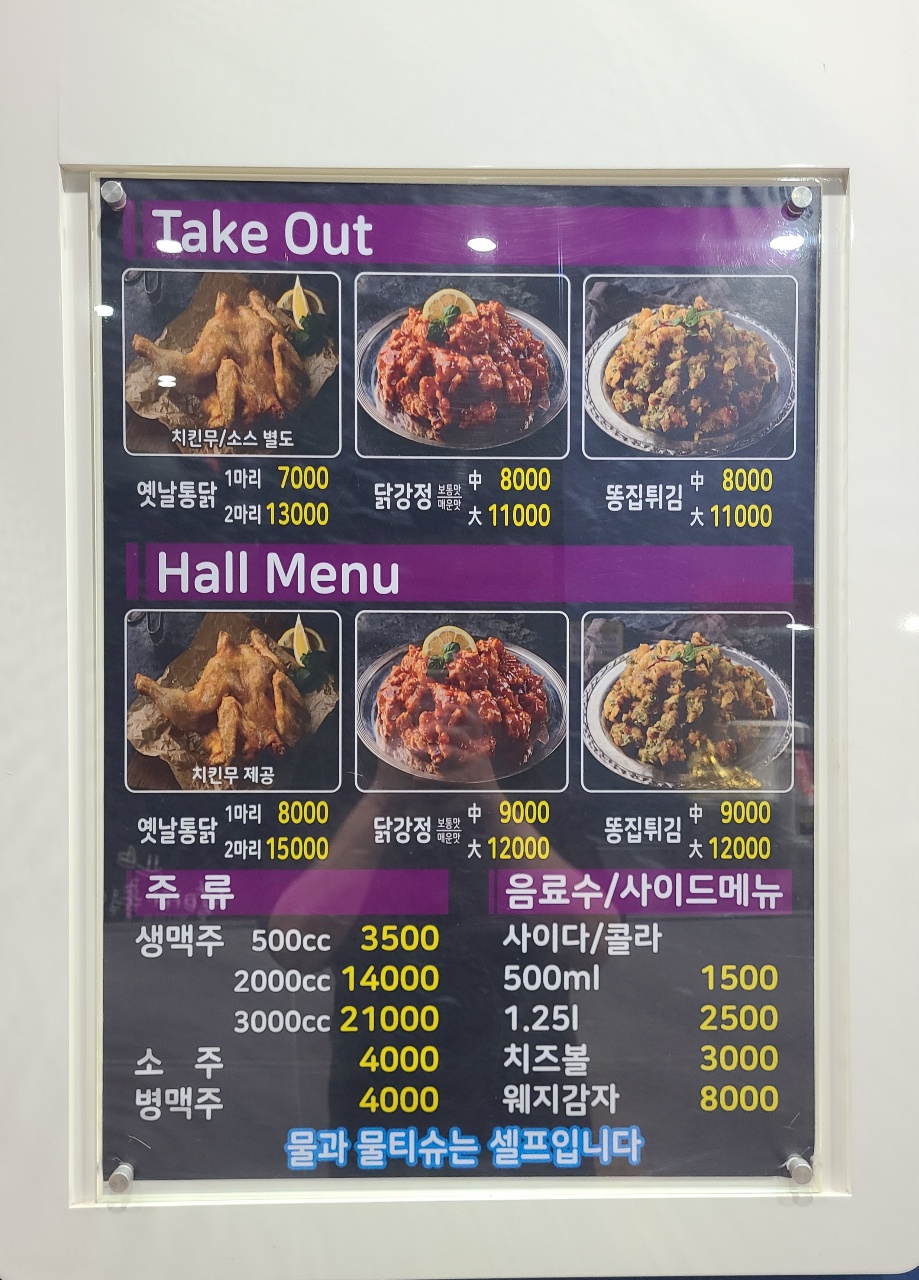 Take Out
치킨무/소스 별도
옛날통닭 1마리 7000
2마리 13000
닭강정 보통맛 매운맛 中 8000
大 11000
똥집튀김 中 8000
大 11000
Hall Menu
치킨무 제공
옛날통닭 1마리 8000
2마리 15000
닭강정 보통맛 매운맛 中 9000
大 12000
똥집튀김 中 9000
大 12000
주 류
생맥주 500cc 3500
2000cc 14000
3000cc 21000
소 주 4000
병맥주 4000
음료수/사이드메뉴
사이다/콜라
500ml 1500
1.25l 2500
치즈볼 3000
웨지감자 8000
물과 물티슈는 셀프입니다